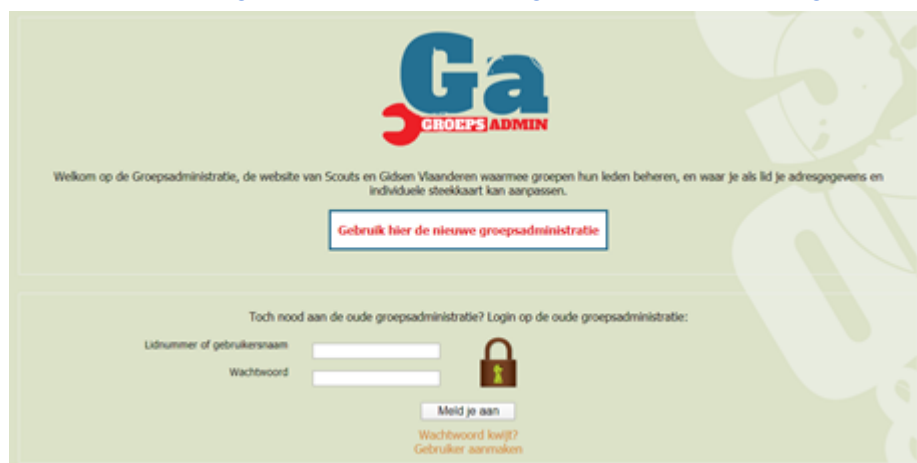 Ga
GROEPS ADMIN
Welkom op de Groepsadministratie, de website van Scouts en Gidsen Vlaanderen waarmee groepen hun leden beheren, en waar je als lid je adresgegevens en
individuele steekkaart kan aanpassen.
Gebruik hier de nieuwe groepsadministratie
Toch nood aan de oude groepsadministratie? Login op de oude groepsadministratie:
Lidnummer of gebruikersnaam
Wachtwoord
Meld je aan
Wachtwoord kwijt?
Gebruiker aanmaken